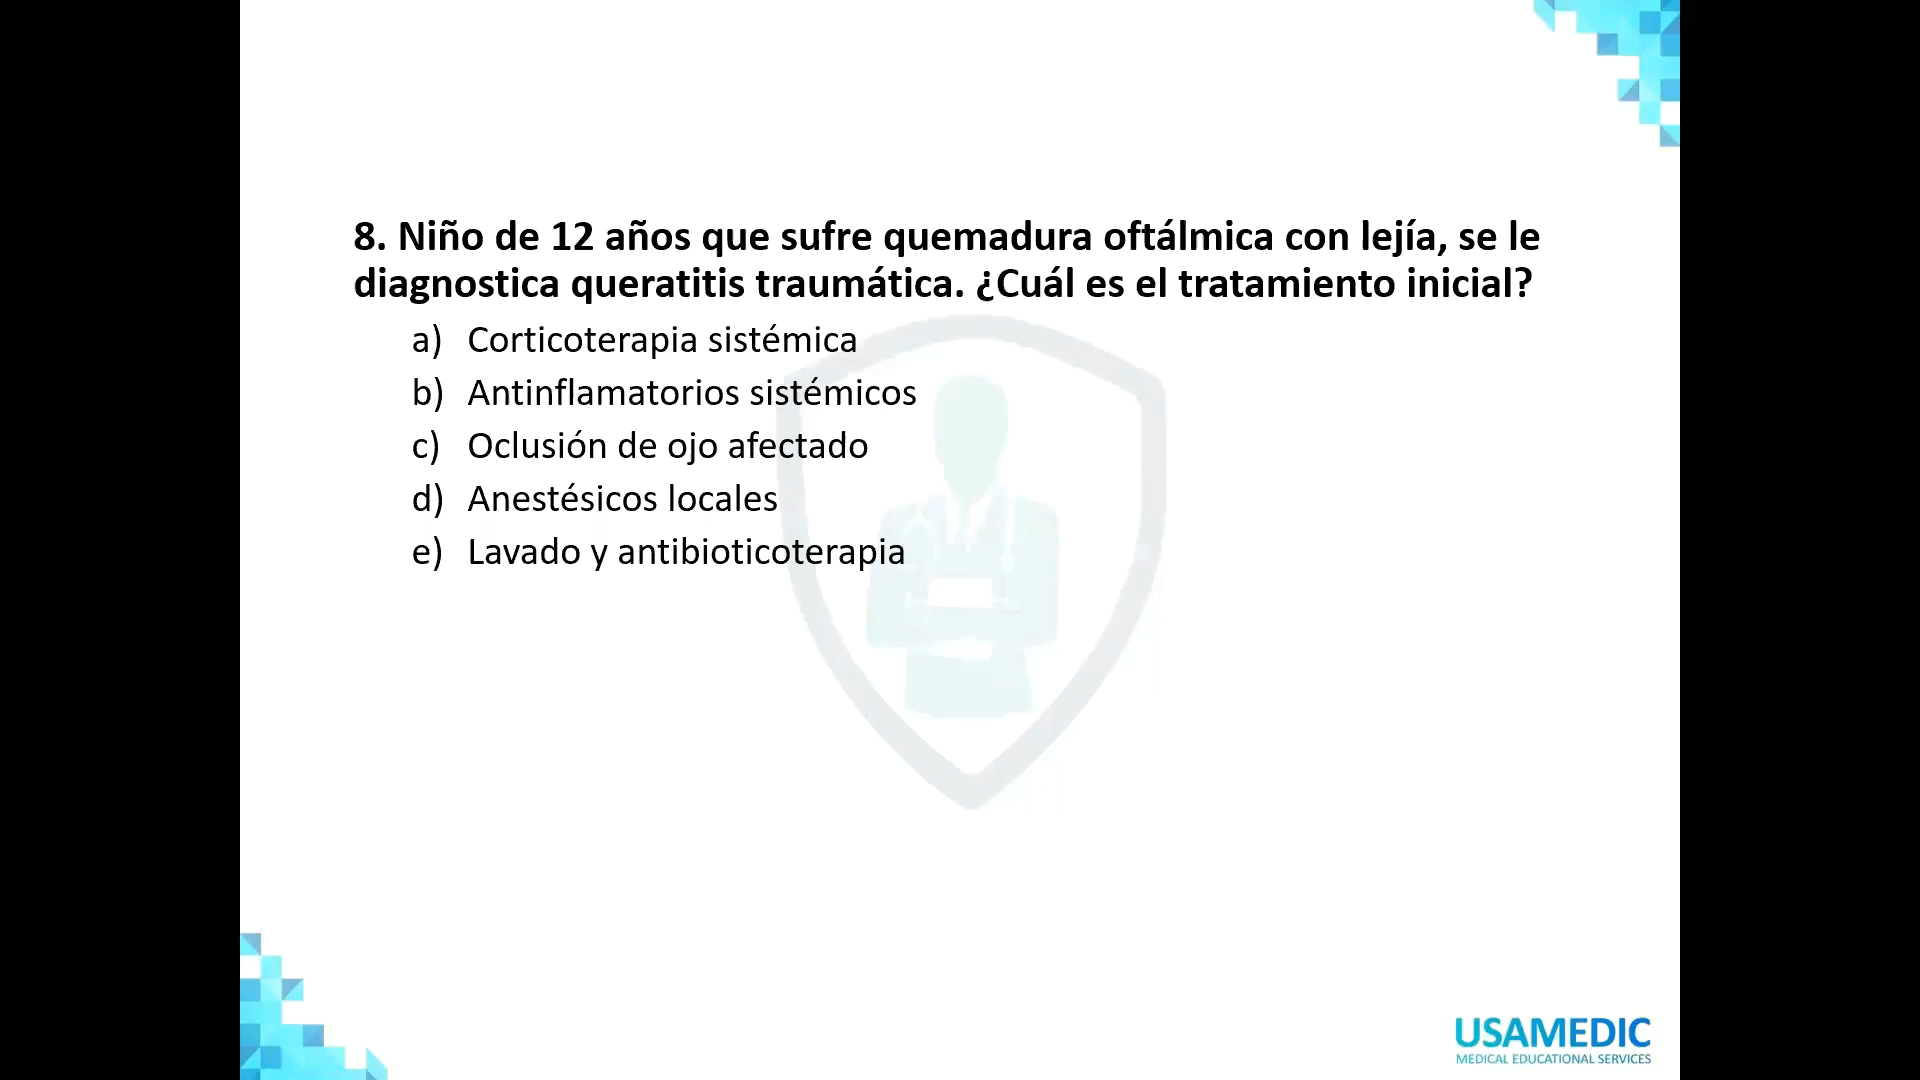 8. Niño de 12 años que sufre quemadura oftálmica con lejía, se le
diagnostica queratitis traumática. ¿Cuál es el tratamiento inicial?
a) Corticoterapia sistémica
b) Antinflamatorios sistémicos
c) Oclusión de ojo afectado
d) Anestésicos locales
e) Lavado y antibioticoterapia
USAMEDIC
MEDICAL EDUCATIONAL SERVICES